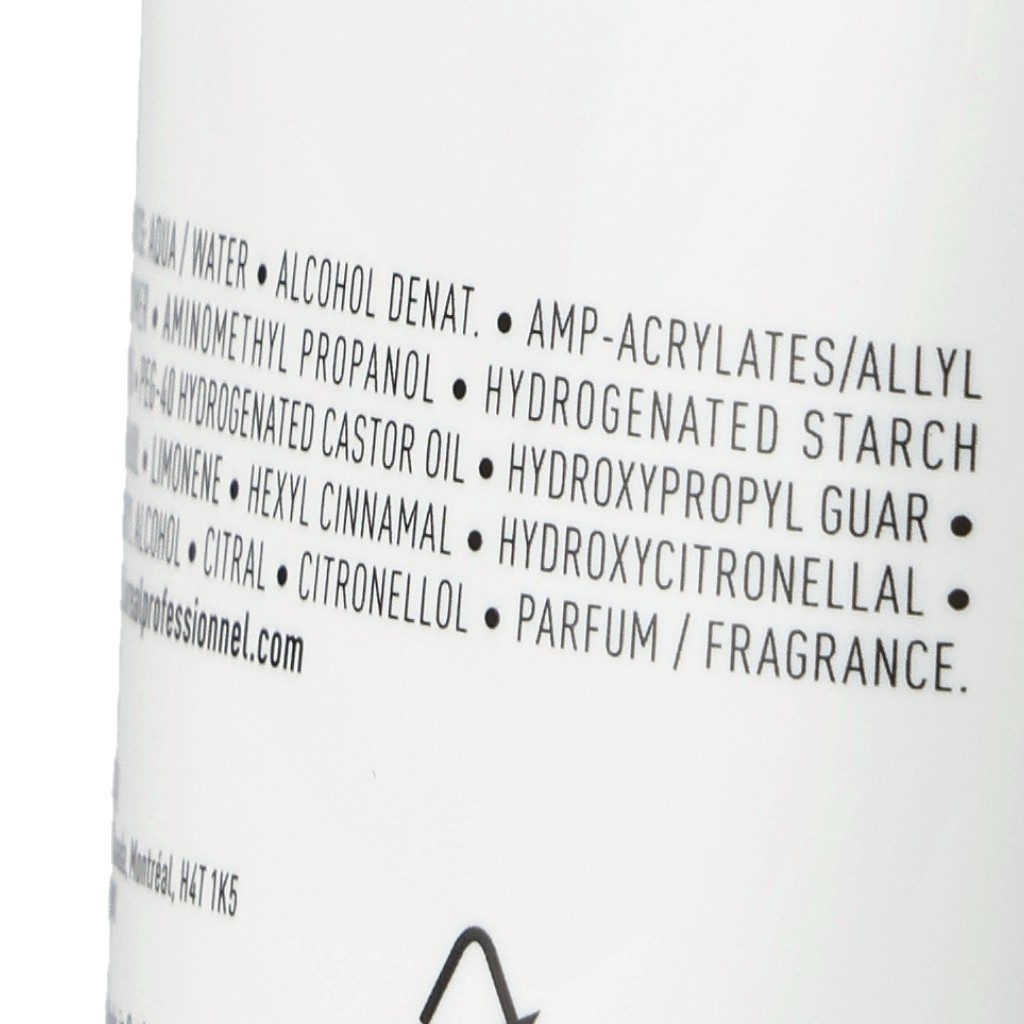 AQUA / WATER • ALCOHOL DENAT. • AMP-ACRYLATES/ALLYL
• AMINOMETHYL PROPANOL • HYDROGENATED STARCH
• PEG-40 HYDROGENATED CASTOR OIL • HYDROXYPROPYL GUAR •
• LIMONENE • HEXYL CINNAMAL • HYDROXYCITRONELLAL •
ALCOHOL • CITRAL • CITRONELLOL • PARFUM / FRAGRANCE.
professionnel.com
Montréal, H4T 1K5